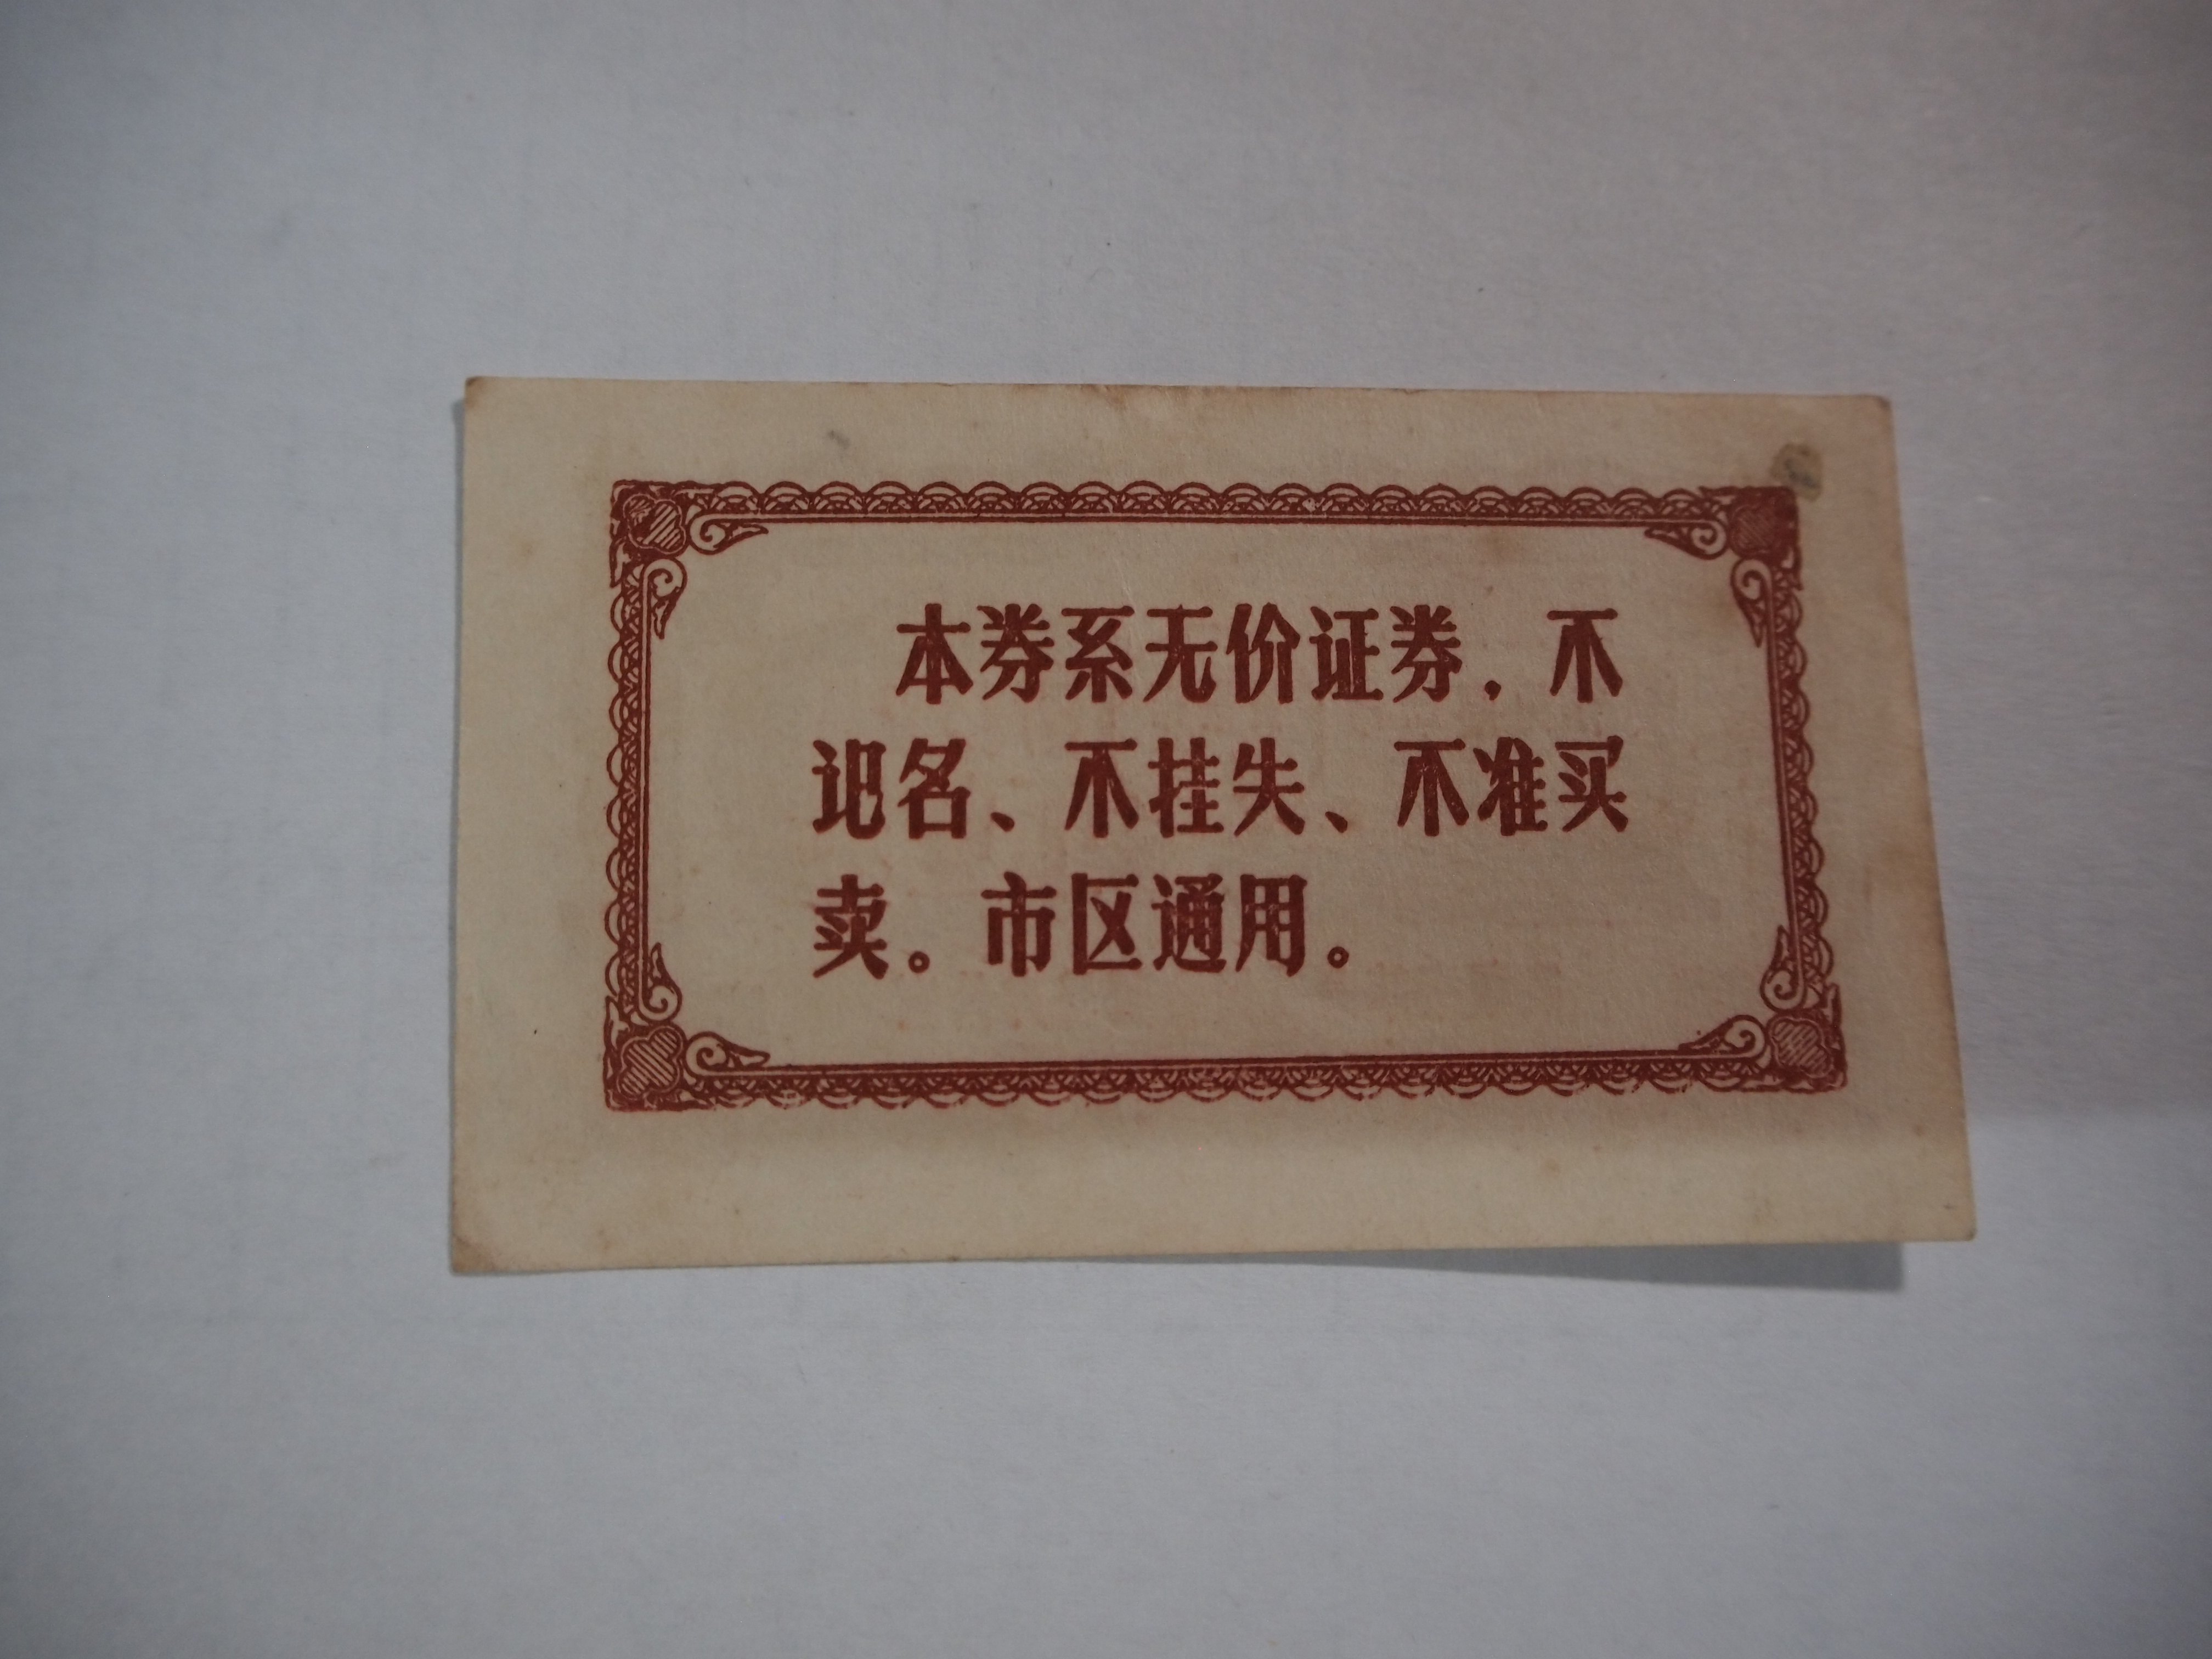 本券系无价证券，不
记名、不挂失、不准买
卖。市区通用。